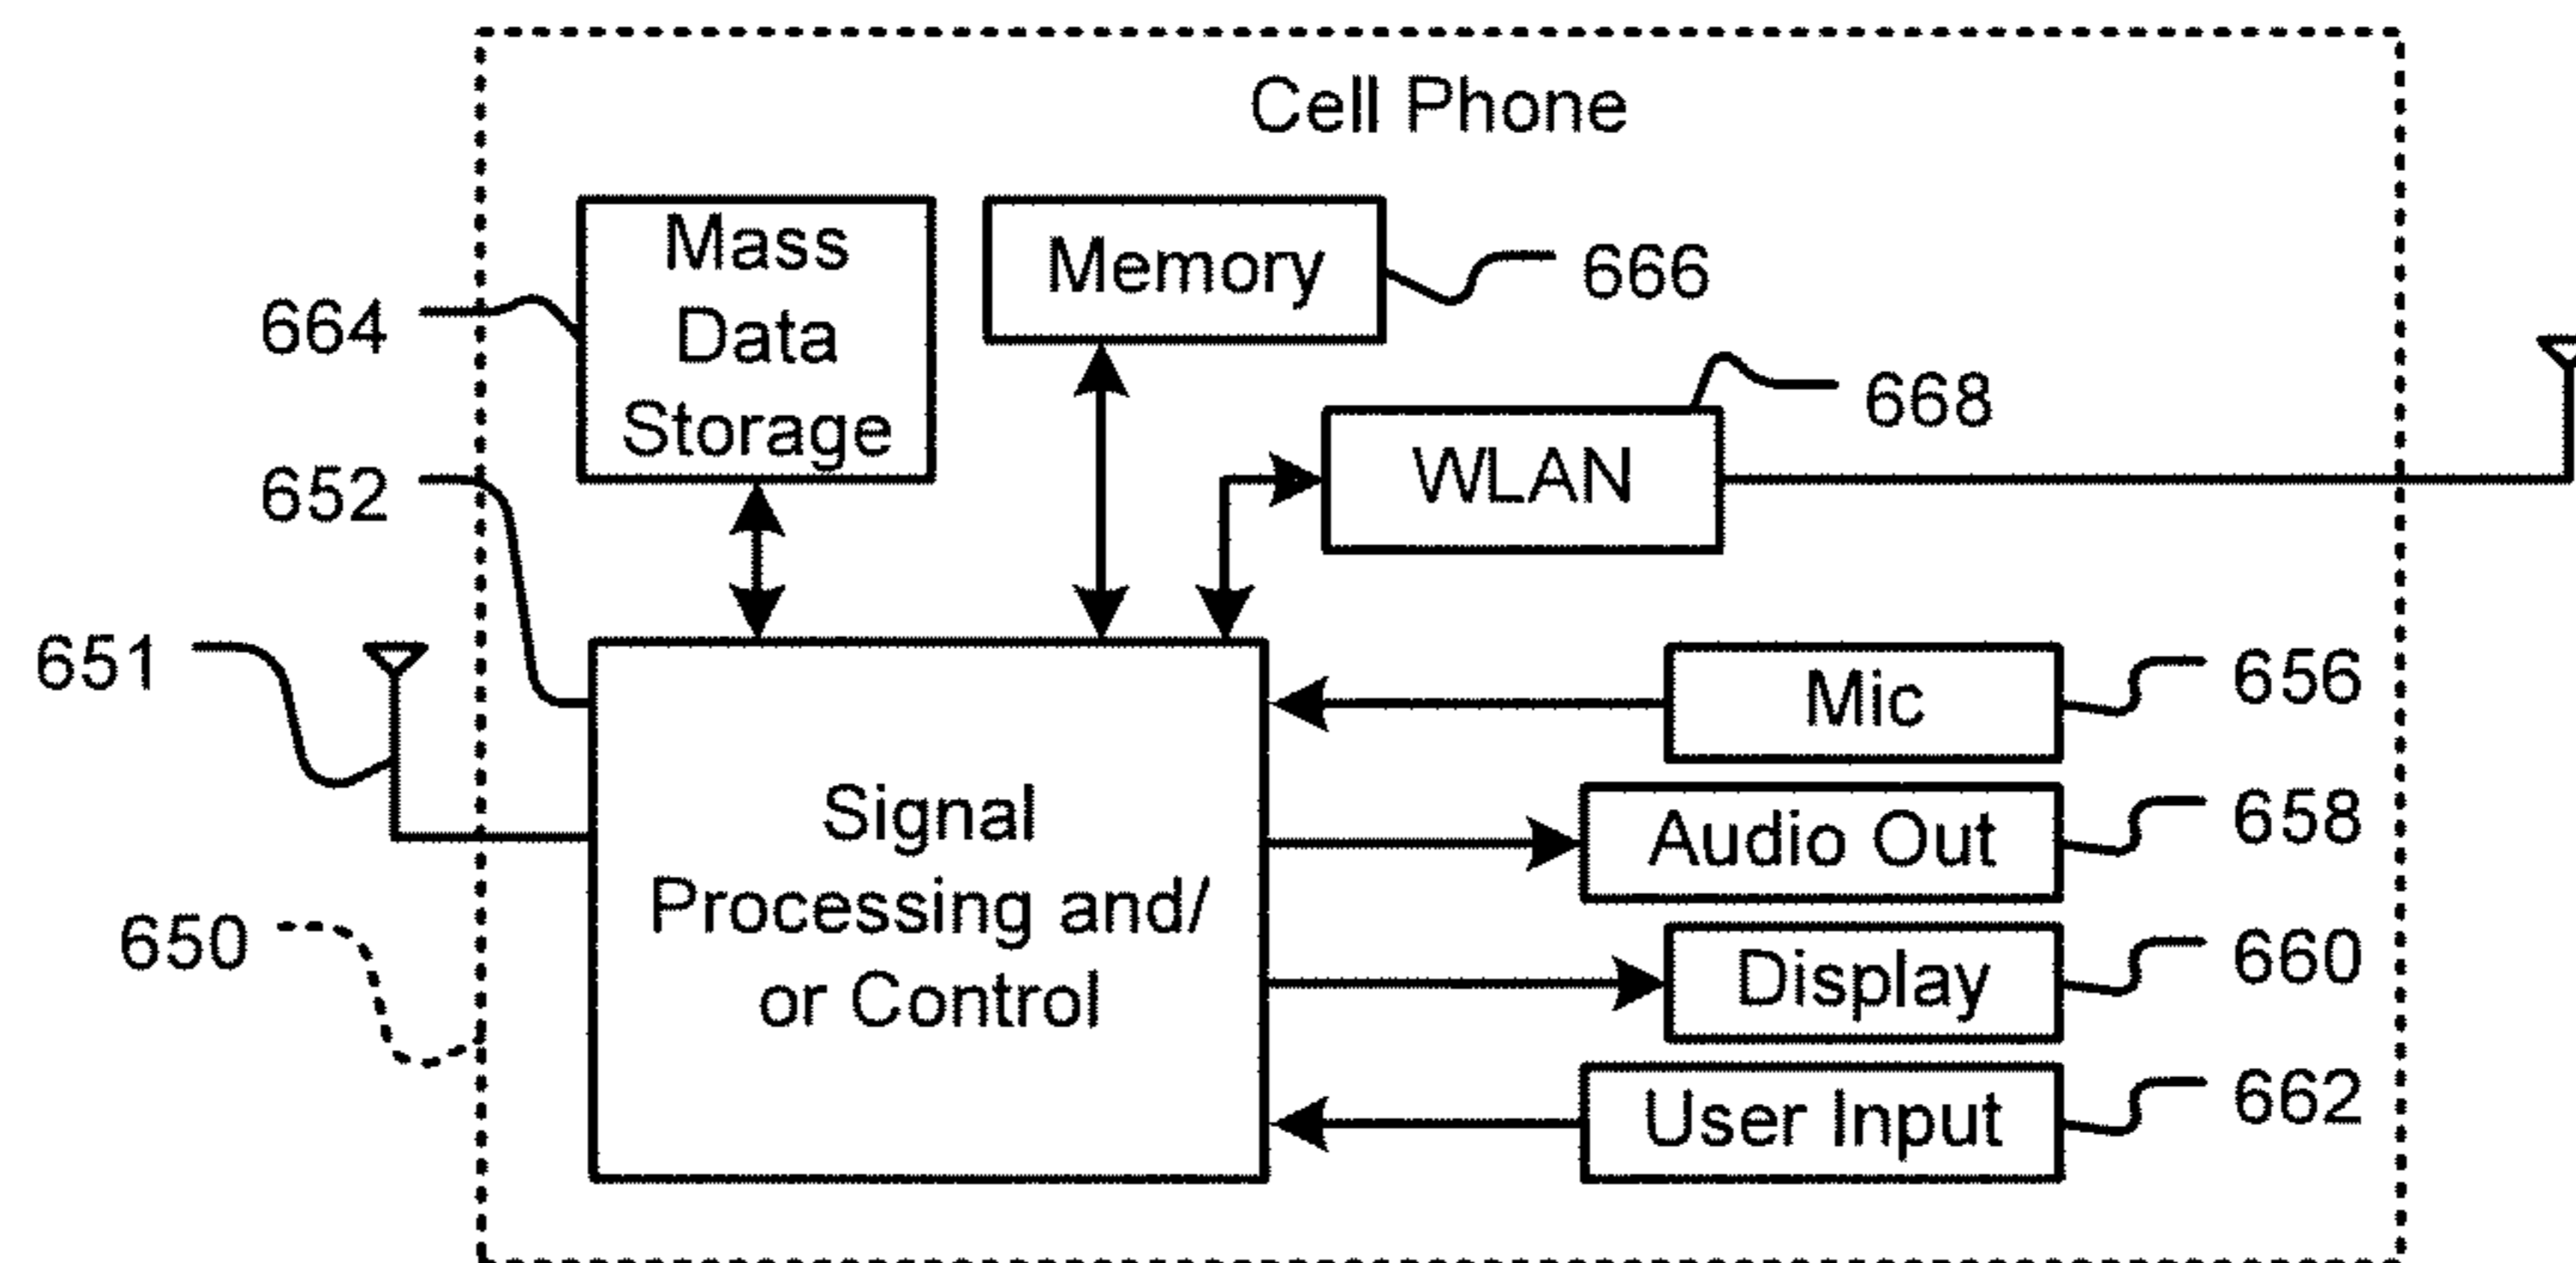 Cell Phone
Mass
Data
Storage
Memory
666
664
668
WLAN
652
651
Mic
656
Signal
Processing and/
or Control
Audio Out
658
650
Display
660
User Input
662